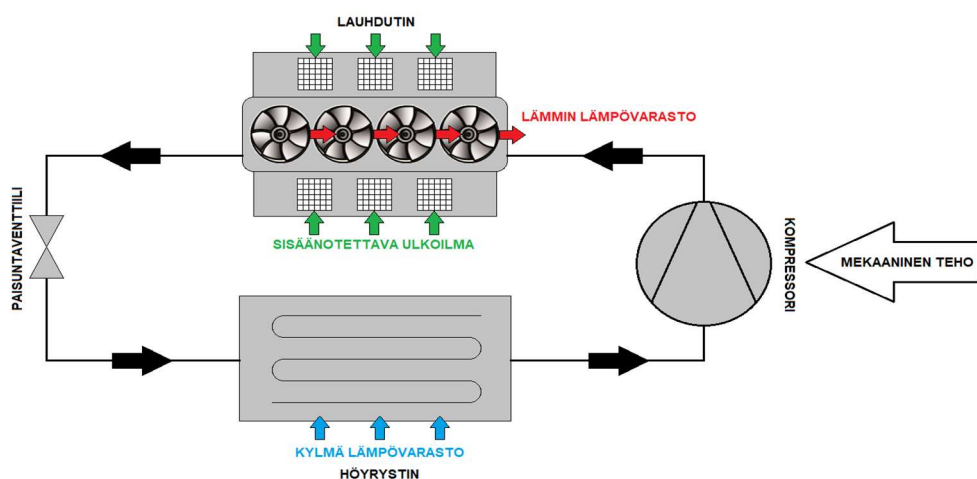 LAUHDUTIN
LÄMMIN LÄMPÖVARASTO
SISÄÄNOTETTAVA ULKOILMA
PAISUNTAVENTTIILI
KOMPRESSORI
MEKAANINEN TEHO
KYLMÄ LÄMPÖVARASTO
HÖYRYSTIN